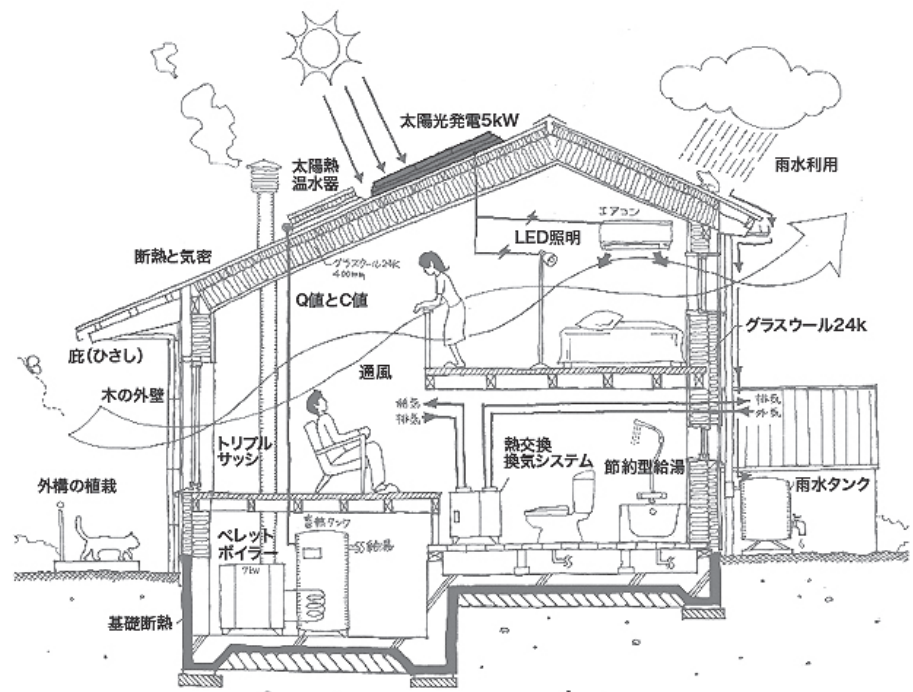 太陽光発電5kW
太陽熱
温水器
雨水利用
エアコン
LED照明
断熱と気密
グラスウール24K
400mm
Q値とC値
グラスウール24k
庇(ひさし)
通風
木の外壁
給気
排気
排気
外気
トリプル
サッシ
熱交換
換気システム
節約型給湯
外構の植栽
雨水タンク
蓄熱タンク
ペレット
ボイラー
7kw
給湯
基礎断熱